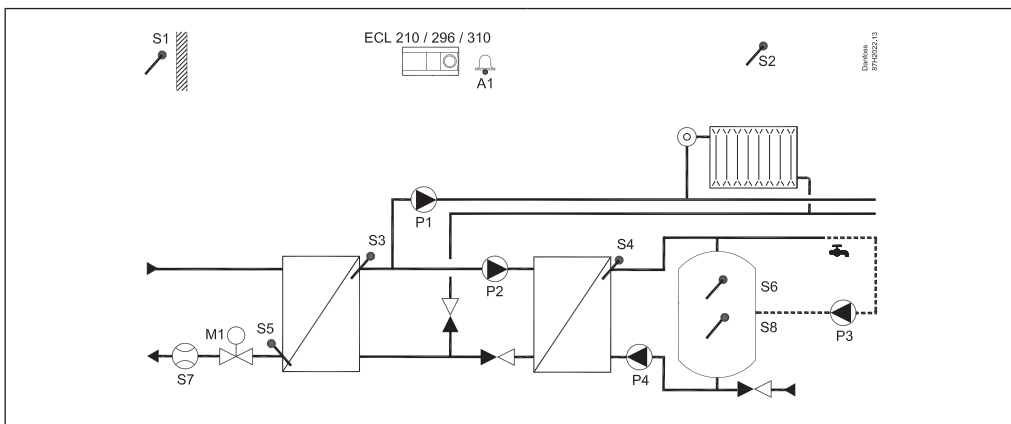 S1
ECL 210 / 296 / 310
A1
S2
Danfoss
87H2022.13
P1
S3
S4
P2
S6
S8
P3
M1
S5
S7
P4